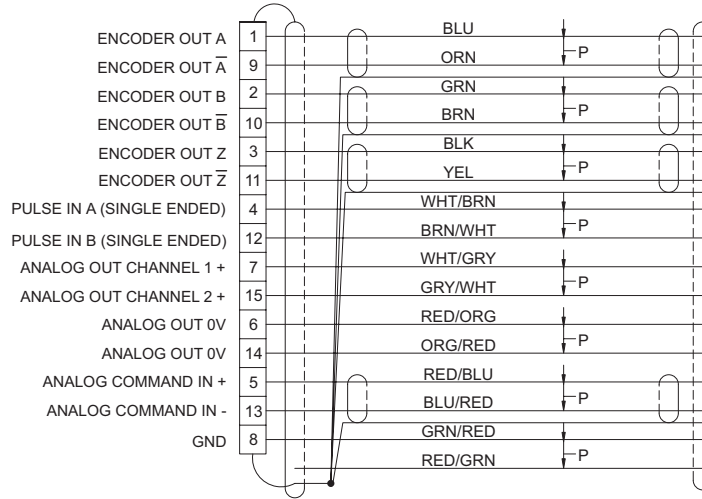 ENCODER OUT A 1 BLU
ENCODER OUT A̅ 9 ORN P
ENCODER OUT B 2 GRN
ENCODER OUT B̅ 10 BRN P
ENCODER OUT Z 3 BLK
ENCODER OUT Z̅ 11 YEL P
PULSE IN A (SINGLE ENDED) 4 WHT/BRN
PULSE IN B (SINGLE ENDED) 12 BRN/WHT P
ANALOG OUT CHANNEL 1 + 7 WHT/GRY
ANALOG OUT CHANNEL 2 + 15 GRY/WHT P
ANALOG OUT 0V 6 RED/ORG
ANALOG OUT 0V 14 ORG/RED P
ANALOG COMMAND IN + 5 RED/BLU
ANALOG COMMAND IN - 13 BLU/RED P
GND 8 GRN/RED
RED/GRN P